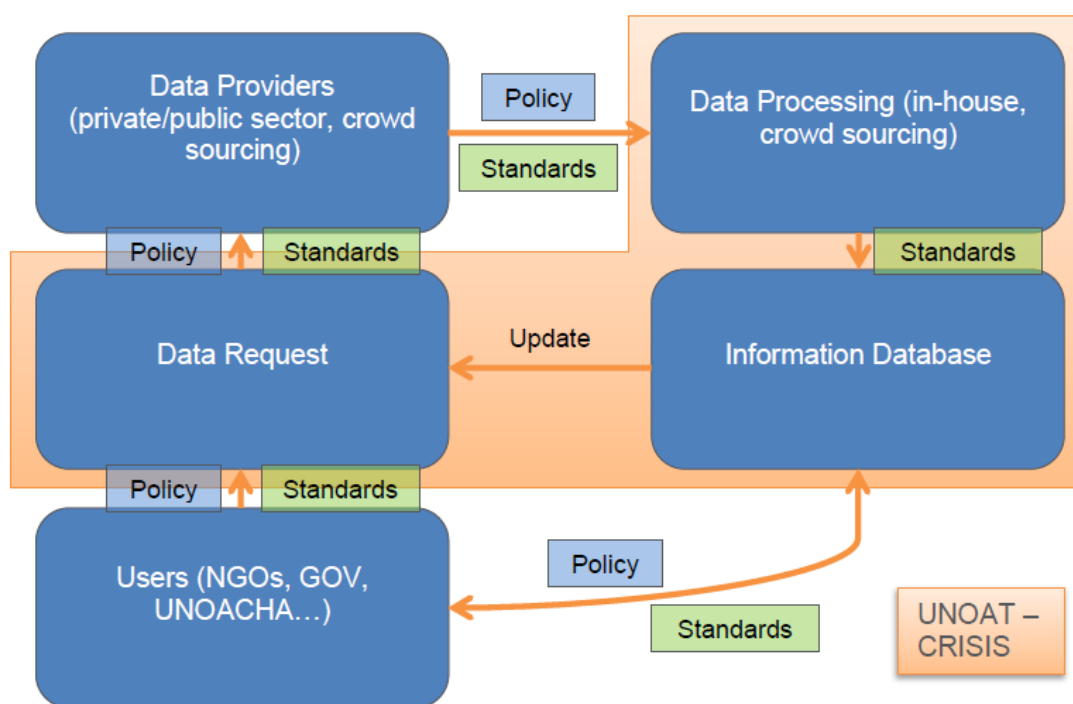 Data Providers
(private/public sector, crowd
sourcing)
Policy
Standards
Data Processing (in-house,
crowd sourcing)
Policy
Standards
Standards
Data Request
Update
Information Database
Policy
Standards
Users (NGOs, GOV,
UNOACHA…)
Policy
Standards
UNOAT –
CRISIS